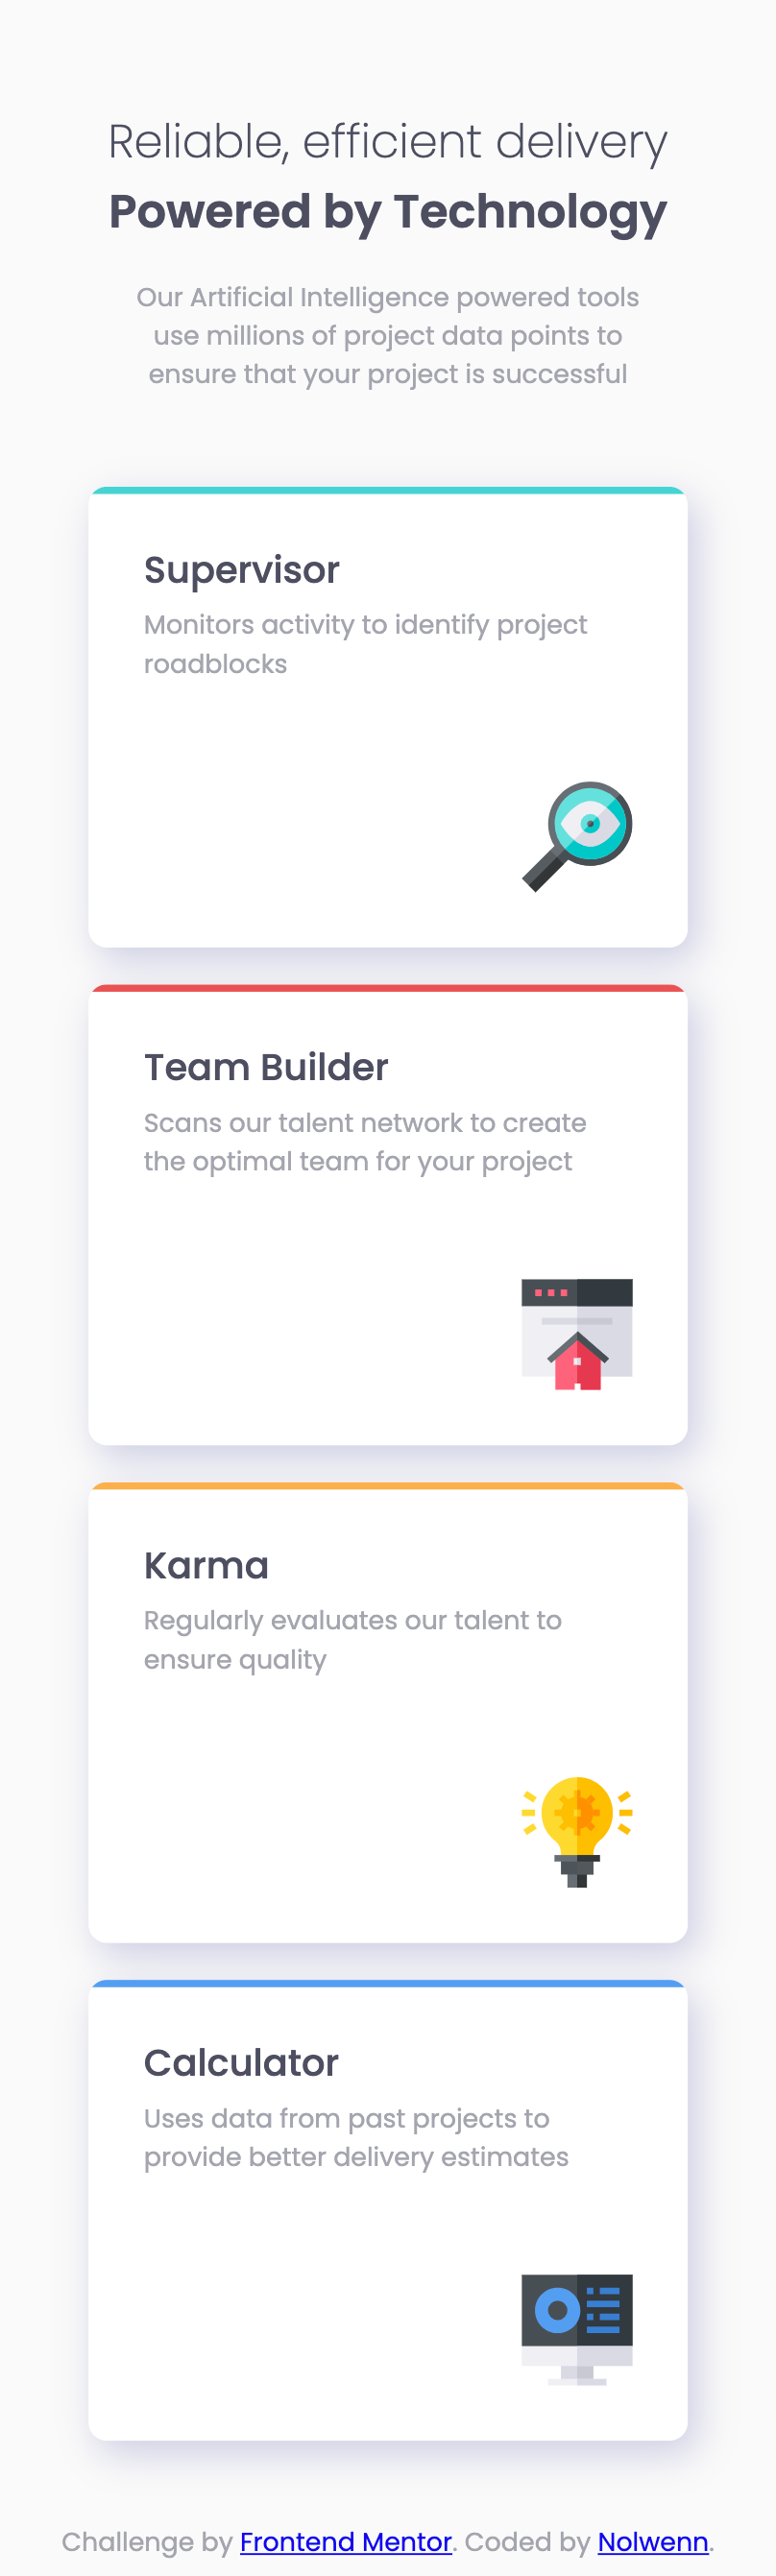 Reliable, efficient delivery
Powered by Technology
Our Artificial Intelligence powered tools
use millions of project data points to
ensure that your project is successful
Supervisor
Monitors activity to identify project
roadblocks
Team Builder
Scans our talent network to create
the optimal team for your project
Karma
Regularly evaluates our talent to
ensure quality
Calculator
Uses data from past projects to
provide better delivery estimates
Challenge by Frontend Mentor. Coded by Nolwenn.